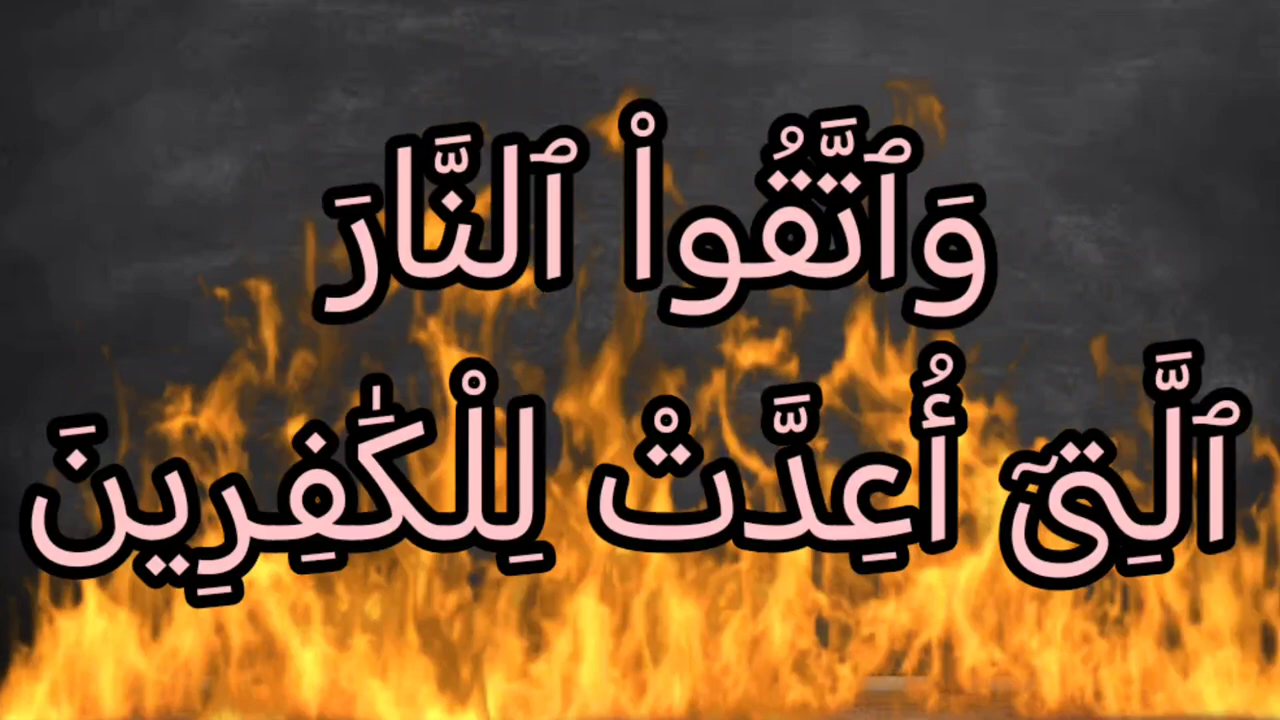 وَٱتَّقُوا۟ ٱلنَّارَ
ٱلَّتِىٓ أُعِدَّتْ لِلْكَٰفِرِينَ